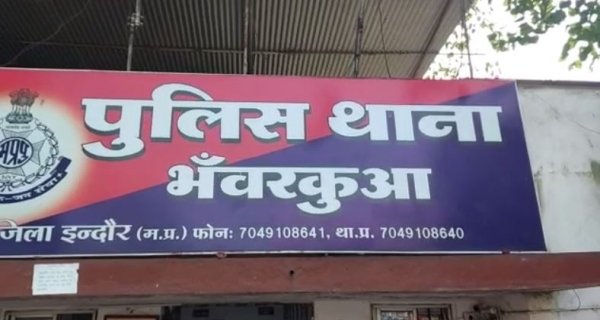 पुलिस थाना
भँवरकुआ
जिला इन्दौर (म.प्र.) फोन: 7049108641, था.प्र. 7049108640